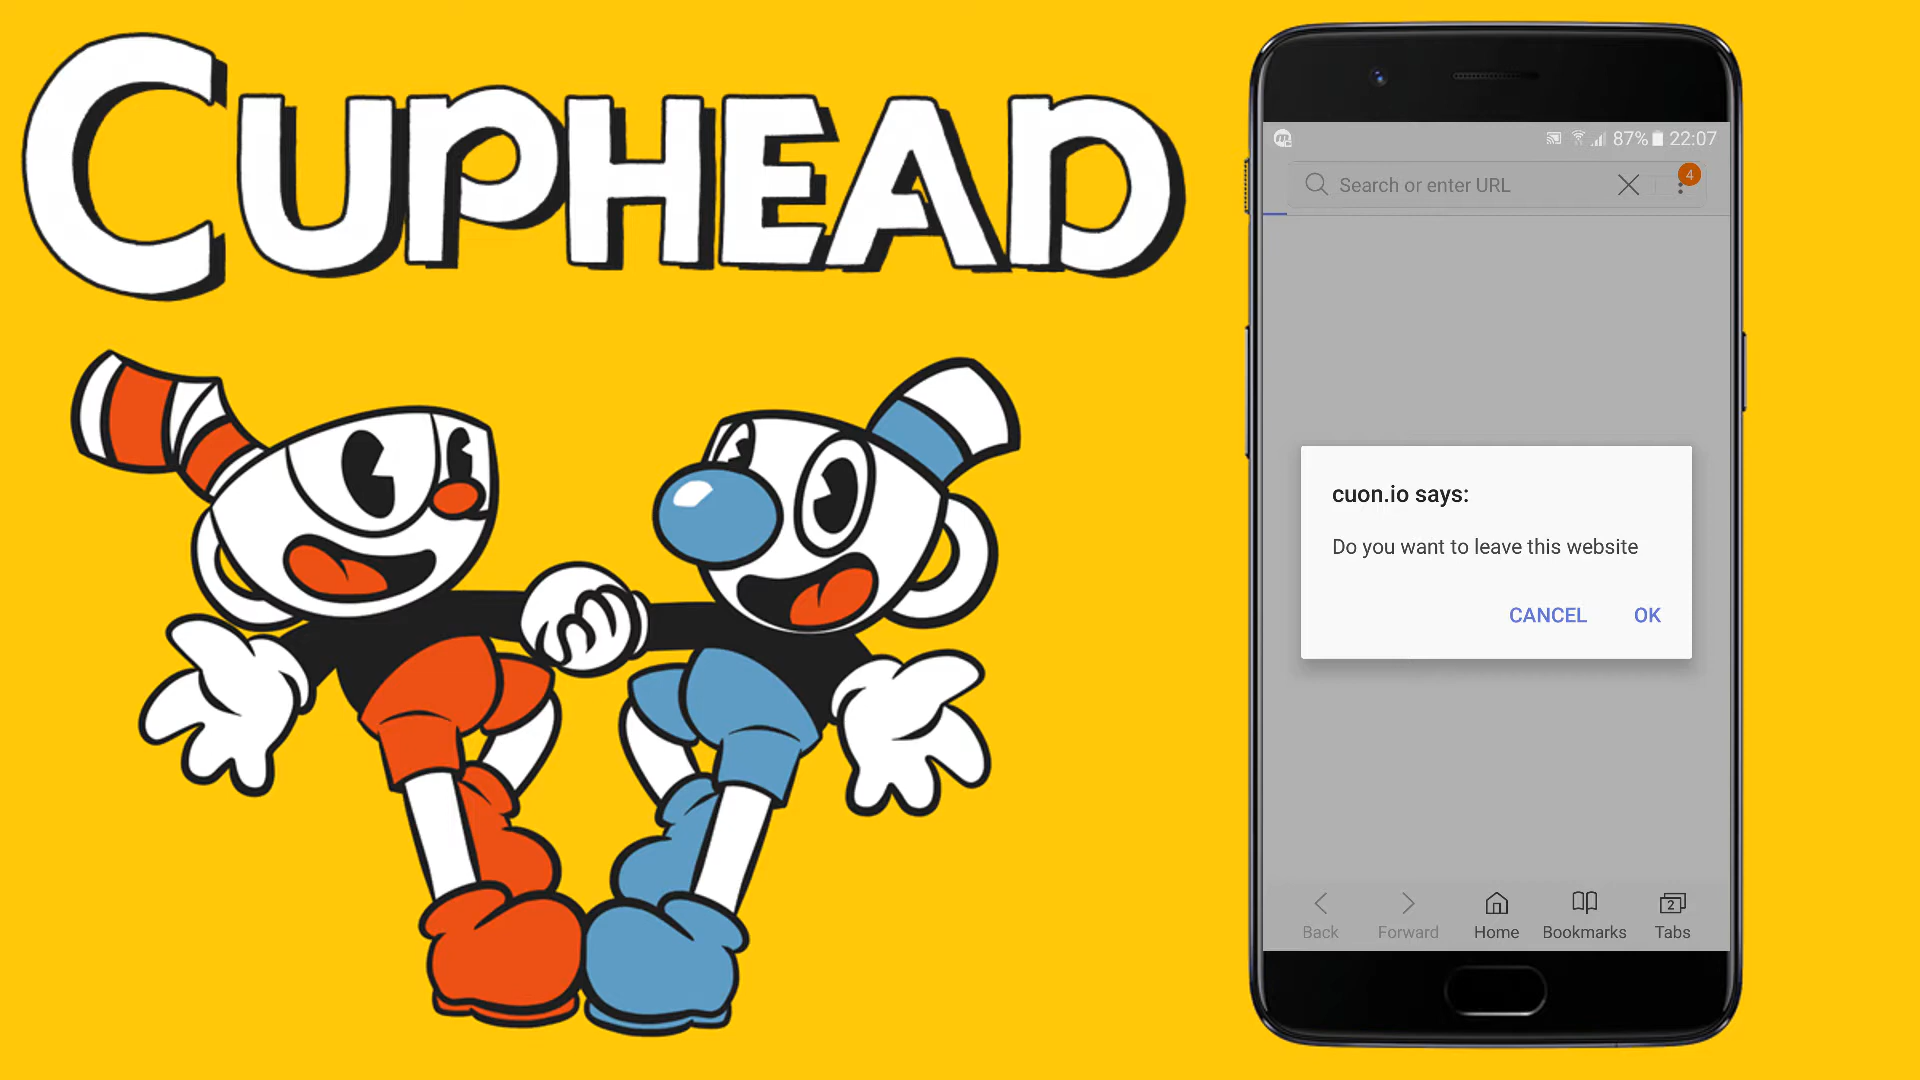 CUPHEAD
87% 22:07
Search or enter URL
4
cuon.io says:
Do you want to leave this website
CANCEL OK
2
Back Forward Home Bookmarks Tabs